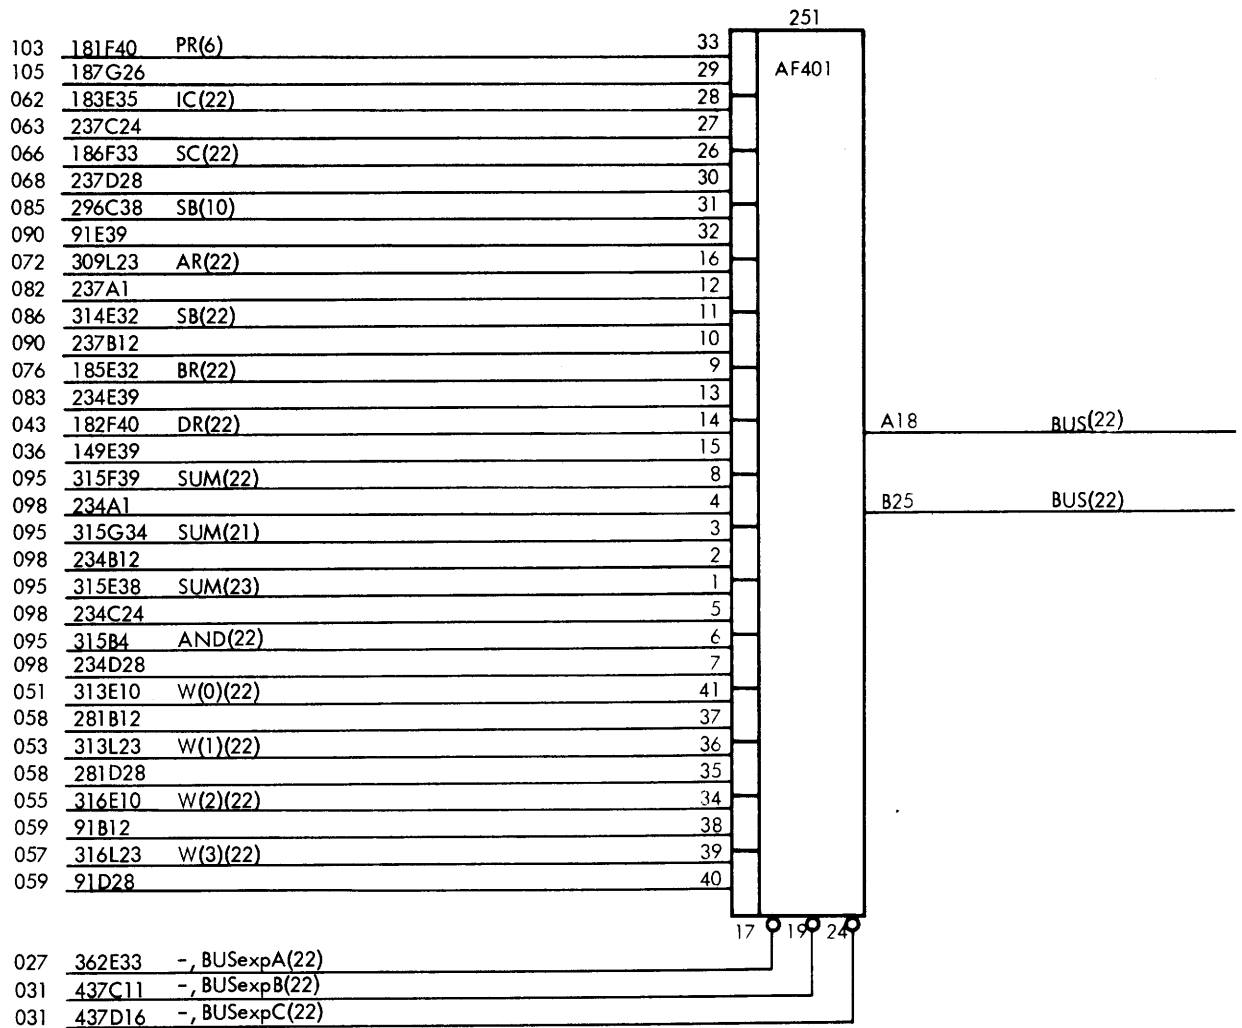 251
103 181F40 PR(6) 33
AF401
105 187G26 29
062 183E35 IC(22) 28
063 237C24 27
066 186F33 SC(22) 26
068 237D28 30
085 296C38 SB(10) 31
090 91E39 32
072 309L23 AR(22) 16
082 237A1 12
086 314E32 SB(22) 11
090 237B12 10
076 185E32 BR(22) 9
083 234E39 13
043 182F40 DR(22) 14
A18 BUS(22)
036 149E39 15
095 315F39 SUM(22) 8
098 234A1 4
B25 BUS(22)
095 315G34 SUM(21) 3
098 234B12 2
095 315E38 SUM(23) 1
098 234C24 5
095 315B4 AND(22) 6
098 234D28 7
051 313E10 W(0)(22) 41
058 281B12 37
053 313L23 W(1)(22) 36
058 281D28 35
055 316E10 W(2)(22) 34
059 91B12 38
057 316L23 W(3)(22) 39
059 91D28 40
17 19 24
027 362E33 -, BUSexpA(22)
031 437C11 -, BUSexpB(22)
031 437D16 -, BUSexpC(22)